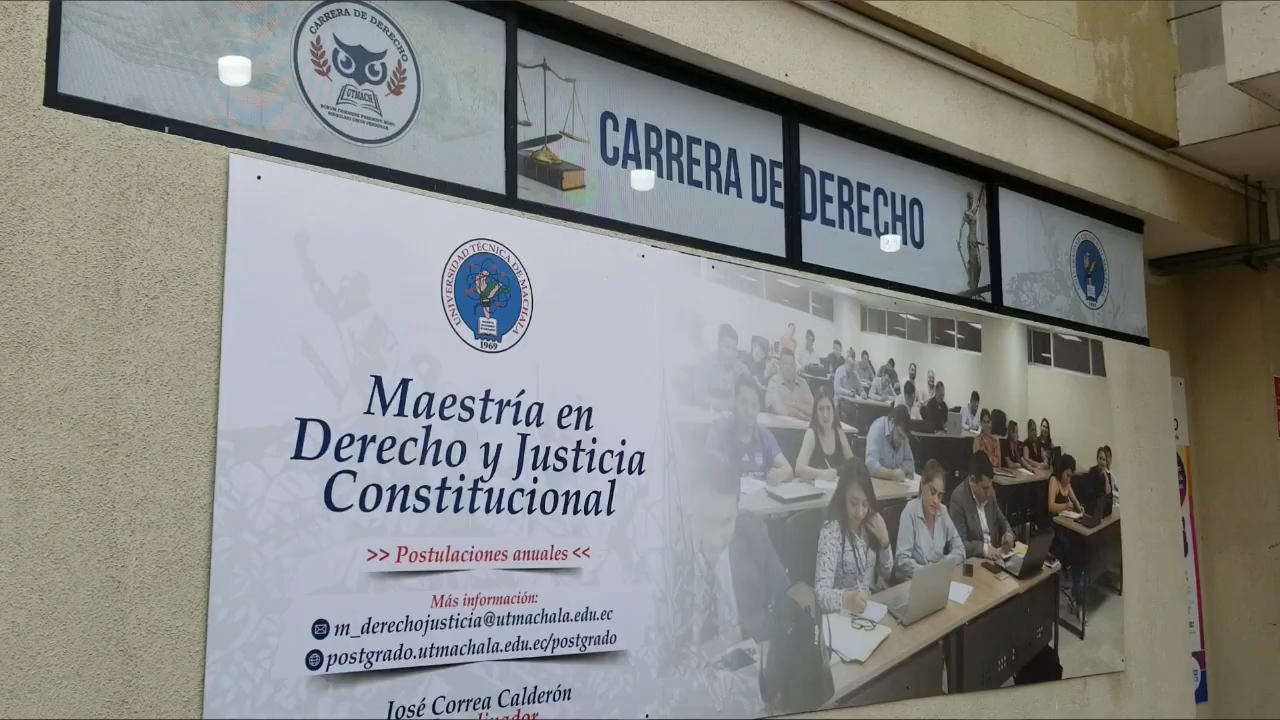 CARRERA DE DERECHO
UTMACH
CARRERA DE DERECHO
UNIVERSIDAD TÉCNICA DE MACHALA
1969
Maestría en
Derecho y Justicia
Constitucional
>> Postulaciones anuales <<
Más información:
m_derechojusticia@utmachala.edu.ec
postgrado.utmachala.edu.ec/postgrado
José Correa Calderón